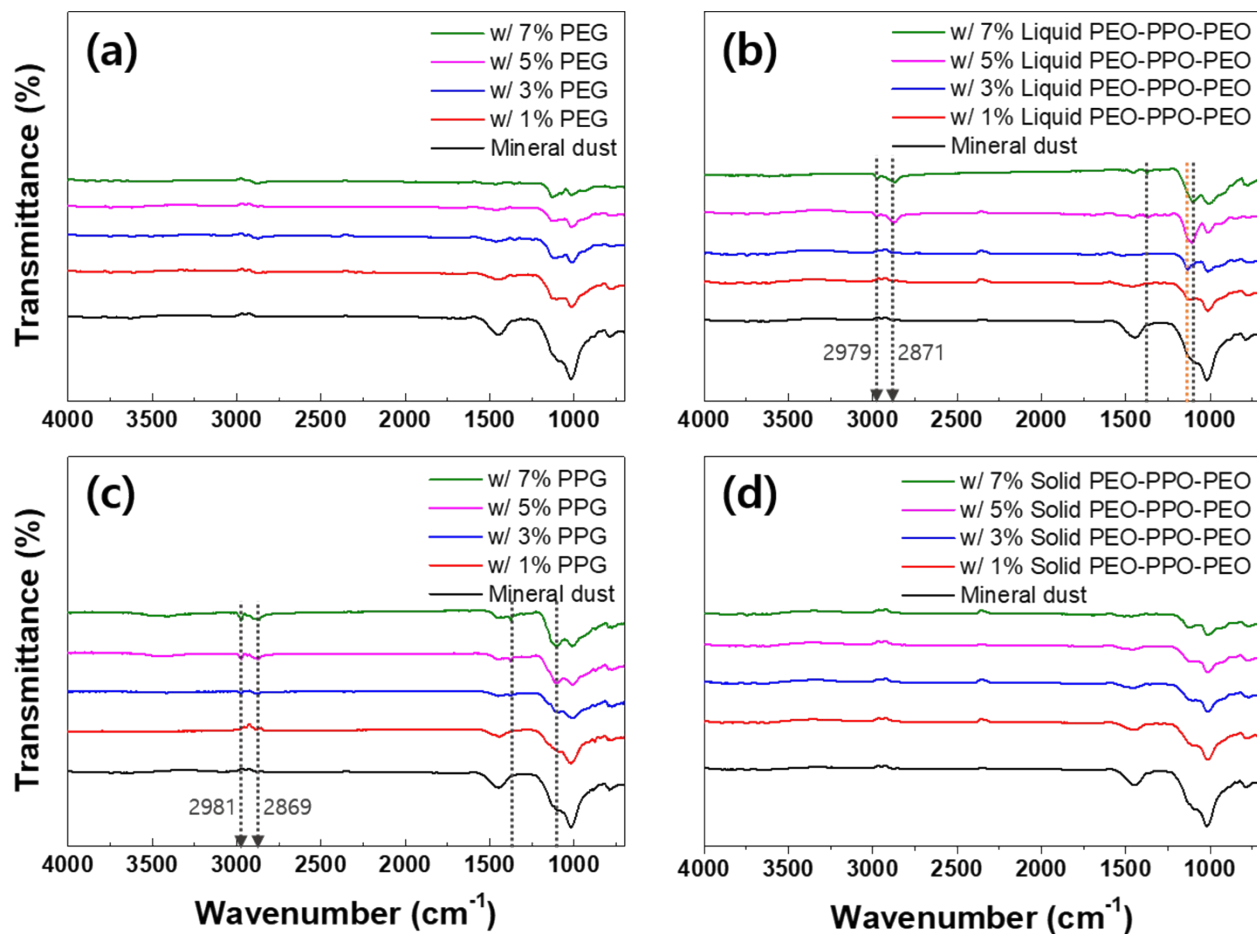 (a)
w/ 7% PEG
w/ 5% PEG
w/ 3% PEG
w/ 1% PEG
Mineral dust
Transmittance (%)
4000 3500 3000 2500 2000 1500 1000
(b)
w/ 7% Liquid PEO-PPO-PEO
w/ 5% Liquid PEO-PPO-PEO
w/ 3% Liquid PEO-PPO-PEO
w/ 1% Liquid PEO-PPO-PEO
Mineral dust
2979
2871
4000 3500 3000 2500 2000 1500 1000
(c)
w/ 7% PPG
w/ 5% PPG
w/ 3% PPG
w/ 1% PPG
Mineral dust
Transmittance (%)
2981
2869
4000 3500 3000 2500 2000 1500 1000
Wavenumber (cm⁻¹)
(d)
w/ 7% Solid PEO-PPO-PEO
w/ 5% Solid PEO-PPO-PEO
w/ 3% Solid PEO-PPO-PEO
w/ 1% Solid PEO-PPO-PEO
Mineral dust
4000 3500 3000 2500 2000 1500 1000
Wavenumber (cm⁻¹)